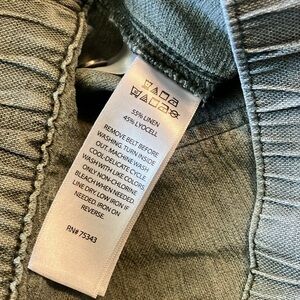 55% LINEN
45% LYOCELL
REMOVE BELT BEFORE
WASHING. TURN INSIDE
OUT. MACHINE WASH
COOL, DELICATE CYCLE.
WASH WITH LIKE COLORS.
ONLY NON-CHLORINE
BLEACH WHEN NEEDED.
LINE DRY. LOW IRON IF
NEEDED. IRON ON
REVERSE.
RN# 75343